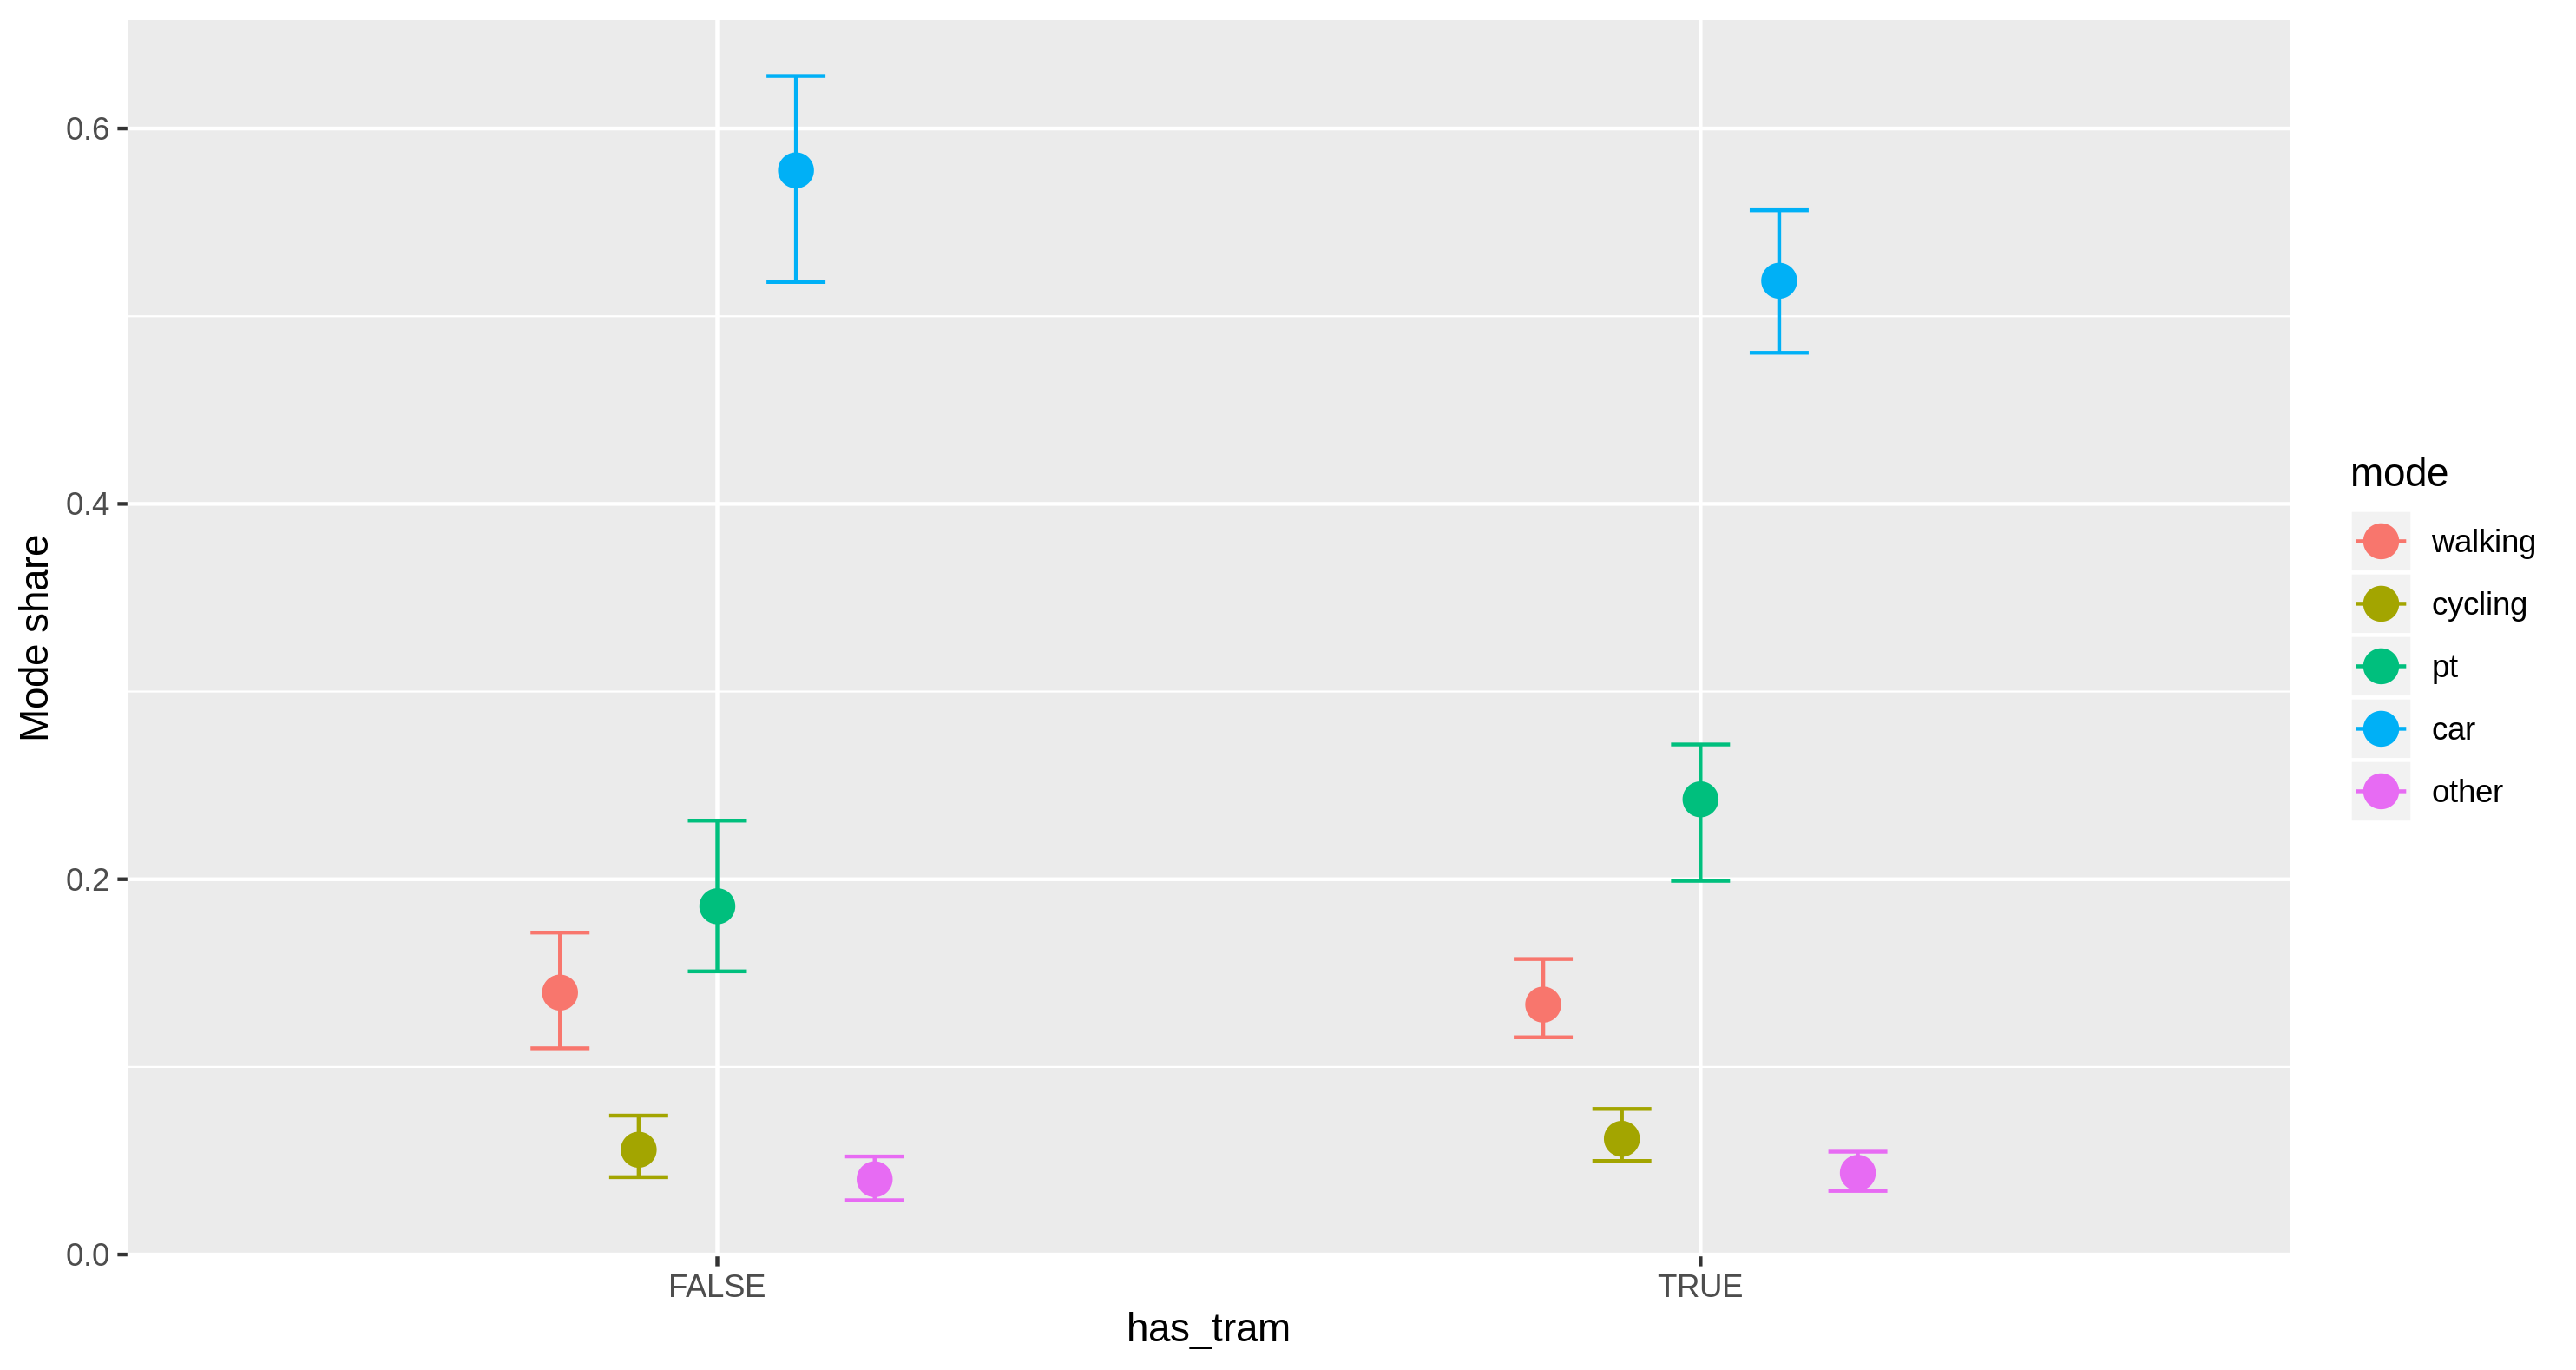 Mode share
0.6
0.4
0.2
0.0
FALSE
TRUE
has_tram
mode
walking
cycling
pt
car
other